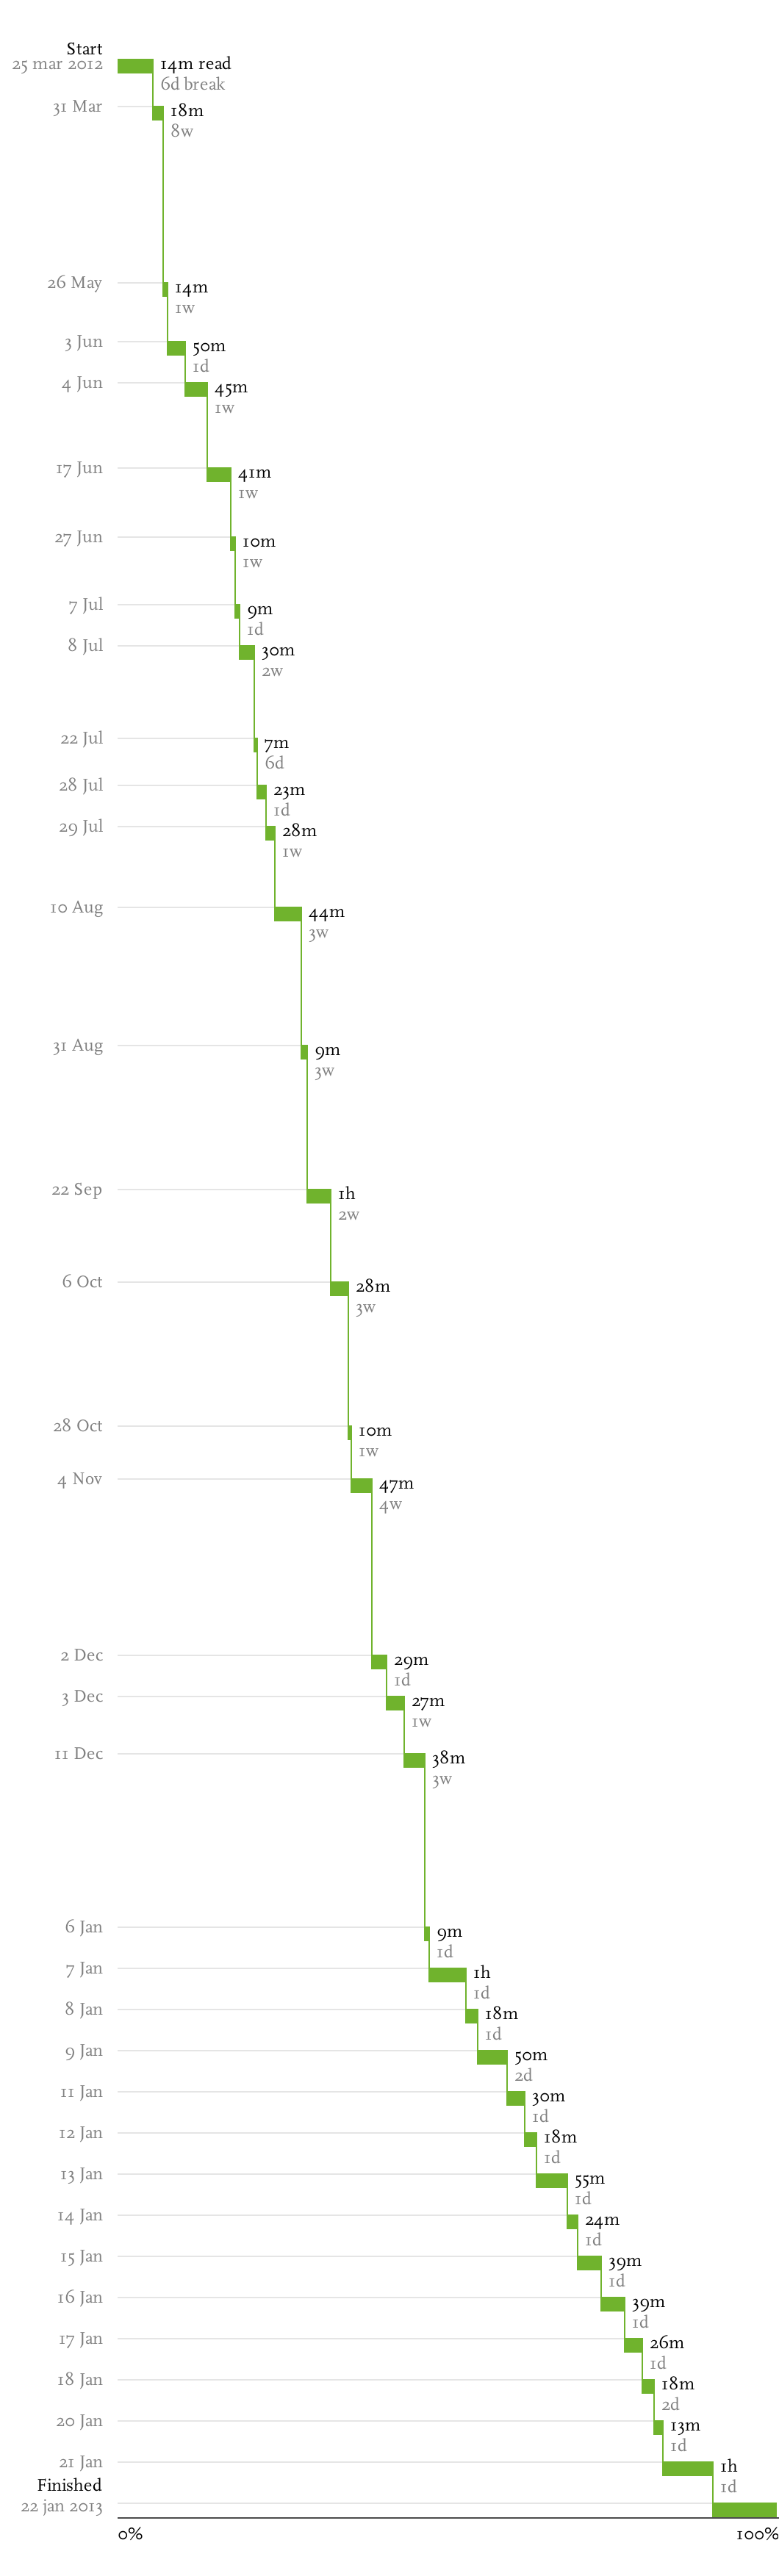 Start
25 mar 2012
14m read
6d break
31 Mar
18m
8w
26 May
14m
1w
3 Jun
50m
1d
4 Jun
45m
1w
17 Jun
41m
1w
27 Jun
10m
1w
7 Jul
9m
1d
8 Jul
30m
2w
22 Jul
7m
6d
28 Jul
23m
1d
29 Jul
28m
1w
10 Aug
44m
3w
31 Aug
9m
3w
22 Sep
1h
2w
6 Oct
28m
3w
28 Oct
10m
1w
4 Nov
47m
4w
2 Dec
29m
1d
3 Dec
27m
1w
11 Dec
38m
3w
6 Jan
9m
1d
7 Jan
1h
1d
8 Jan
18m
1d
9 Jan
50m
2d
11 Jan
30m
1d
12 Jan
18m
1d
13 Jan
55m
1d
14 Jan
24m
1d
15 Jan
39m
1d
16 Jan
39m
1d
17 Jan
26m
1d
18 Jan
18m
2d
20 Jan
13m
1d
21 Jan
1h
1d
Finished
22 jan 2013
0%
100%